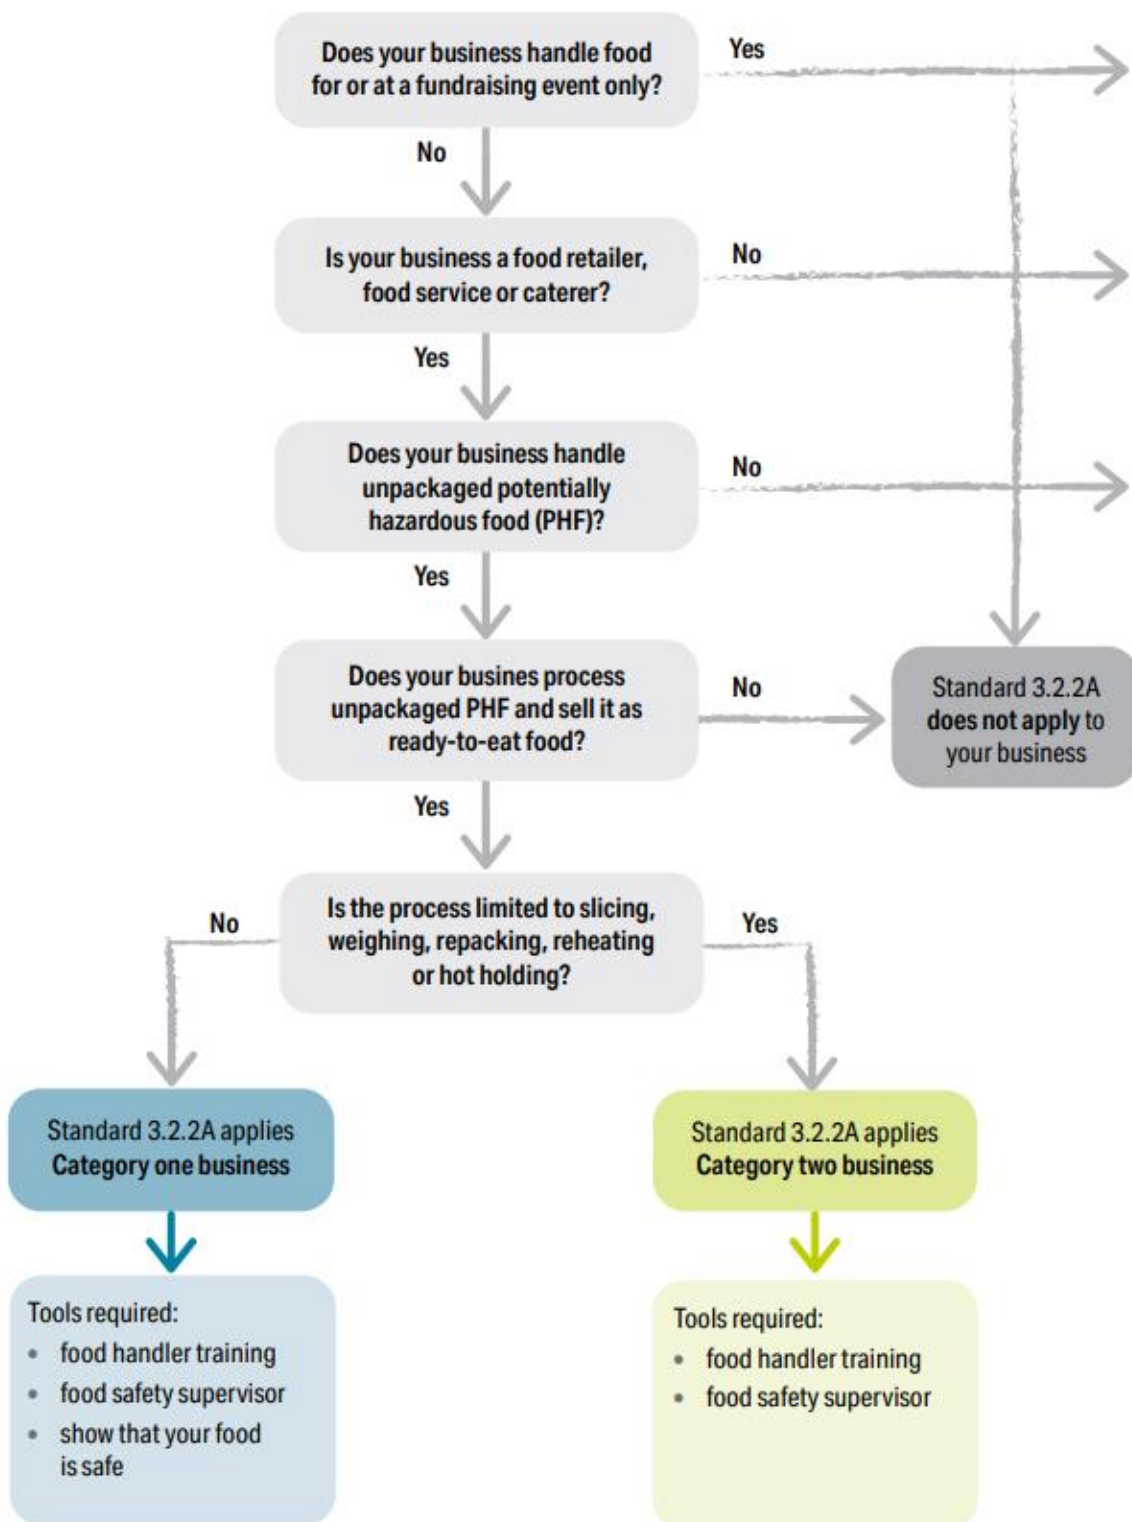 Does your business handle food
for or at a fundraising event only?
Yes
No
Is your business a food retailer,
food service or caterer?
No
Yes
Does your business handle
unpackaged potentially
hazardous food (PHF)?
No
Yes
Does your busines process
unpackaged PHF and sell it as
ready-to-eat food?
No
Standard 3.2.2A
does not apply to
your business
Yes
Is the process limited to slicing,
weighing, repacking, reheating
or hot holding?
No
Yes
Standard 3.2.2A applies
Category one business
Standard 3.2.2A applies
Category two business
Tools required:
• food handler training
• food safety supervisor
• show that your food
is safe
Tools required:
• food handler training
• food safety supervisor